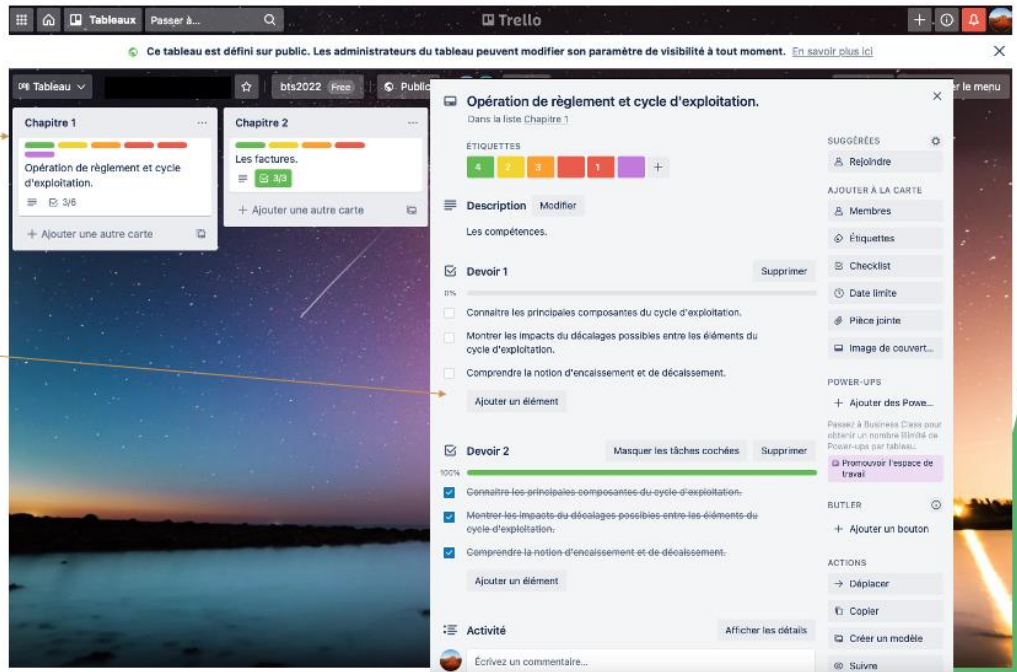 Tableaux
Passer à...
Trello
Ce tableau est défini sur public. Les administrateurs du tableau peuvent modifier son paramètre de visibilité à tout moment. En savoir plus ici
Tableau
bts2022 Free
Public
er le menu
Chapitre 1
Opération de règlement et cycle
d'exploitation.
3/6
+ Ajouter une autre carte
Chapitre 2
Les factures.
3/3
+ Ajouter une autre carte
Opération de règlement et cycle d'exploitation.
Dans la liste Chapitre 1
ÉTIQUETTES
4 2 3 1 +
Description Modifier
Les compétences.
Devoir 1 Supprimer
0%
Connaitre les principales composantes du cycle d'exploitation.
Montrer les impacts du décalages possibles entre les éléments du
cycle d'exploitation.
Comprendre la notion d'encaissement et de décaissement.
Ajouter un élément
Devoir 2 Masquer les tâches cochées Supprimer
100%
Connaitre les principales composantes du cycle d'exploitation.
Montrer les impacts du décalages possibles entre les éléments du
cycle d'exploitation.
Comprendre la notion d'encaissement et de décaissement.
Ajouter un élément
Activité Afficher les détails
Écrivez un commentaire...
SUGGÉRÉES
Rejoindre
AJOUTER À LA CARTE
Membres
Étiquettes
Checklist
Date limite
Pièce jointe
Image de couvert...
POWER-UPS
+ Ajouter des Powe...
Passez à Business Class pour
obtenir un nombre illimité de
Power-ups par tableau.
Promouvoir l'espace de
travail
BUTLER
+ Ajouter un bouton
ACTIONS
→ Déplacer
Copier
Créer un modèle
Suivre